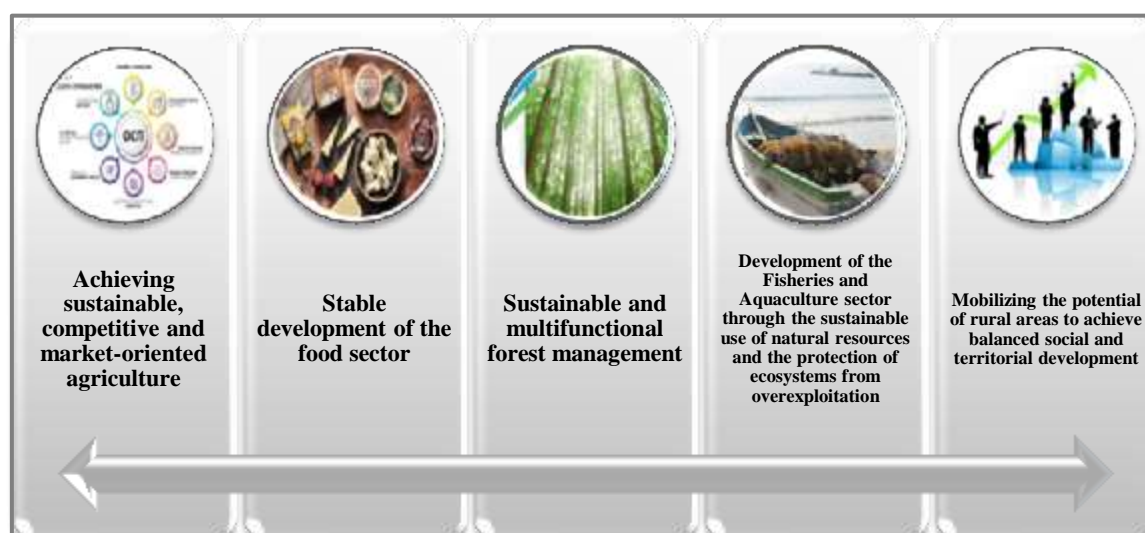 Achieving
sustainable,
competitive and
market-oriented
agriculture
Stable
development of the
food sector
Sustainable and
multifunctional
forest management
Development of the
Fisheries and
Aquaculture sector
through the sustainable
use of natural resources
and the protection of
ecosystems from
overexploitation
Mobilizing the potential
of rural areas to achieve
balanced social and
territorial development